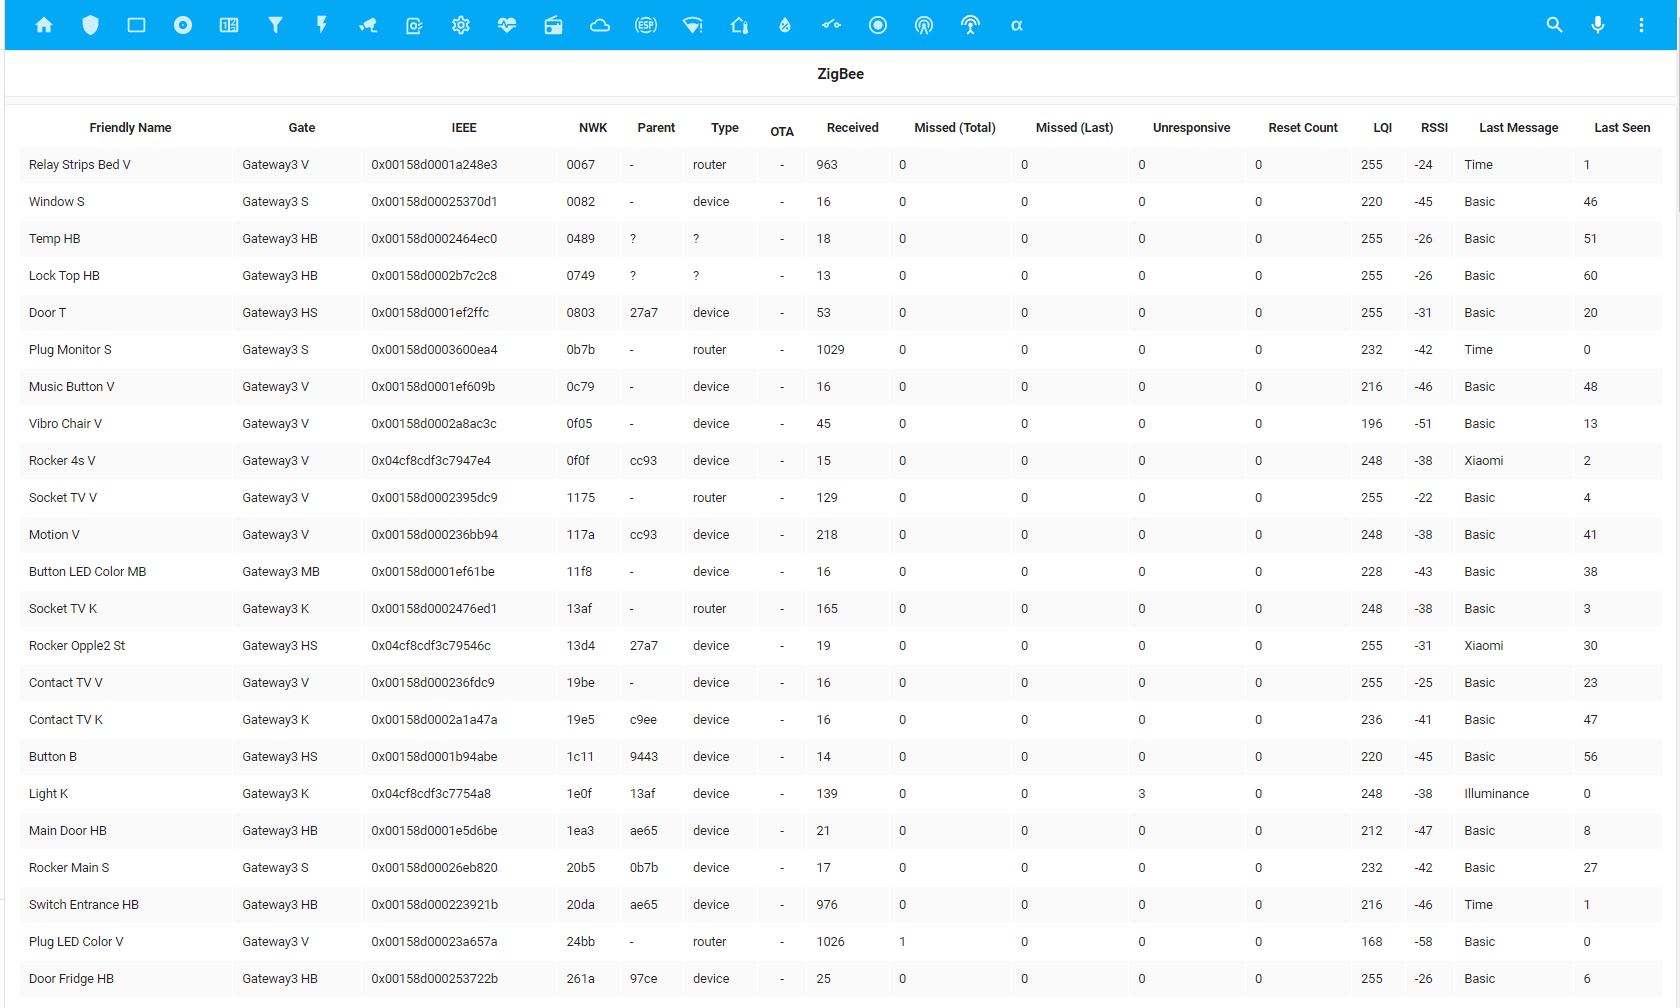 ESP
α
ZigBee
Friendly Name Gate IEEE NWK Parent Type OTA Received Missed (Total) Missed (Last) Unresponsive Reset Count LQI RSSI Last Message Last Seen
Relay Strips Bed V Gateway3 V 0x00158d0001a248e3 0067 - router - 963 0 0 0 0 255 -24 Time 1
Window S Gateway3 S 0x00158d00025370d1 0082 - device - 16 0 0 0 0 220 -45 Basic 46
Temp HB Gateway3 HB 0x00158d0002464ec0 0489 ? ? - 18 0 0 0 0 255 -26 Basic 51
Lock Top HB Gateway3 HB 0x00158d0002b7c2c8 0749 ? ? - 13 0 0 0 0 255 -26 Basic 60
Door T Gateway3 HS 0x00158d0001ef2ffc 0803 27a7 device - 53 0 0 0 0 255 -31 Basic 20
Plug Monitor S Gateway3 S 0x00158d0003600ea4 0b7b - router - 1029 0 0 0 0 232 -42 Time 0
Music Button V Gateway3 V 0x00158d0001ef609b 0c79 - device - 16 0 0 0 0 216 -46 Basic 48
Vibro Chair V Gateway3 V 0x00158d0002a8ac3c 0f05 - device - 45 0 0 0 0 196 -51 Basic 13
Rocker 4s V Gateway3 V 0x04cf8cdf3c7947e4 0f0f cc93 device - 15 0 0 0 0 248 -38 Xiaomi 2
Socket TV V Gateway3 V 0x00158d0002395dc9 1175 - router - 129 0 0 0 0 255 -22 Basic 4
Motion V Gateway3 V 0x00158d000236bb94 117a cc93 device - 218 0 0 0 0 248 -38 Basic 41
Button LED Color MB Gateway3 MB 0x00158d0001ef61be 11f8 - device - 16 0 0 0 0 228 -43 Basic 38
Socket TV K Gateway3 K 0x00158d0002476ed1 13af - router - 165 0 0 0 0 248 -38 Basic 3
Rocker Opple2 St Gateway3 HS 0x04cf8cdf3c79546c 13d4 27a7 device - 19 0 0 0 0 255 -31 Xiaomi 30
Contact TV V Gateway3 V 0x00158d000236fdc9 19be - device - 16 0 0 0 0 255 -25 Basic 23
Contact TV K Gateway3 K 0x00158d0002a1a47a 19e5 c9ee device - 16 0 0 0 0 236 -41 Basic 47
Button B Gateway3 HS 0x00158d0001b94abe 1c11 9443 device - 14 0 0 0 0 220 -45 Basic 56
Light K Gateway3 K 0x04cf8cdf3c7754a8 1e0f 13af device - 139 0 0 3 0 248 -38 Illuminance 0
Main Door HB Gateway3 HB 0x00158d0001e5d6be 1ea3 ae65 device - 21 0 0 0 0 212 -47 Basic 8
Rocker Main S Gateway3 S 0x00158d00026eb820 20b5 0b7b device - 17 0 0 0 0 232 -42 Basic 27
Switch Entrance HB Gateway3 HB 0x00158d000223921b 20da ae65 device - 976 0 0 0 0 216 -46 Time 1
Plug LED Color V Gateway3 V 0x00158d00023a657a 24bb - router - 1026 1 0 0 0 168 -58 Basic 0
Door Fridge HB Gateway3 HB 0x00158d000253722b 261a 97ce device - 25 0 0 0 0 255 -26 Basic 6